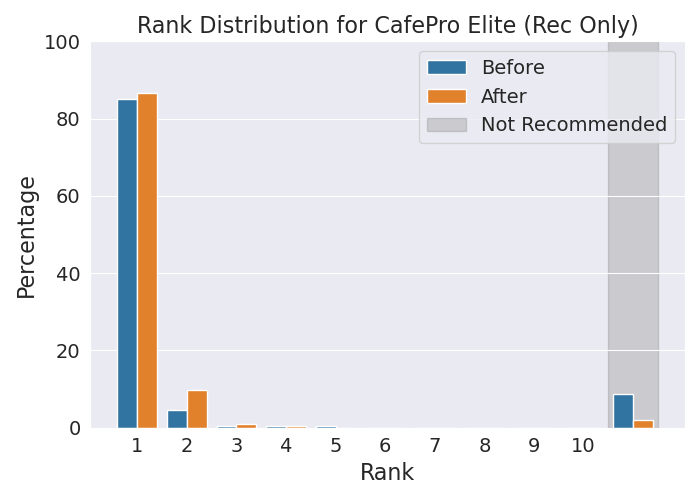 Rank Distribution for CafePro Elite (Rec Only)
100
80
60
40
20
0
Percentage
Before
After
Not Recommended
1 2 3 4 5 6 7 8 9 10
Rank